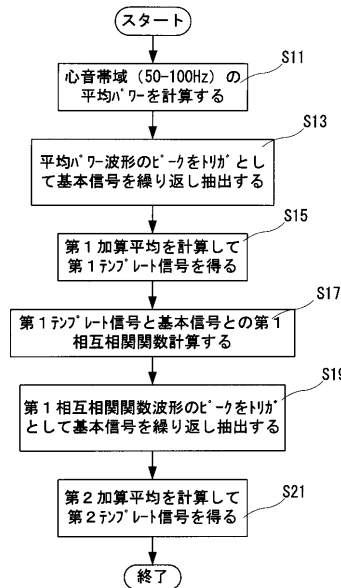 スタート
S11
心音帯域（50−100Hz）の
平均ﾊﾟﾜｰを計算する
S13
平均パワー波形のﾋﾟｰｸをﾄﾘｶﾞとし
て基本信号を繰り返し抽出する
S15
第1加算平均を計算して
第1ﾃﾝﾌﾟﾚｰﾄ信号を得る
S17
第1ﾃﾝﾌﾟﾚｰﾄ信号と基本信号との第1
相互相関関数計算する
S19
第1相互相関関数波形のﾋﾟｰｸをﾄﾘｶﾞ
として基本信号を繰り返し抽出する
S21
第2加算平均を計算して
第2ﾃﾝﾌﾟﾚｰﾄ信号を得る
終了